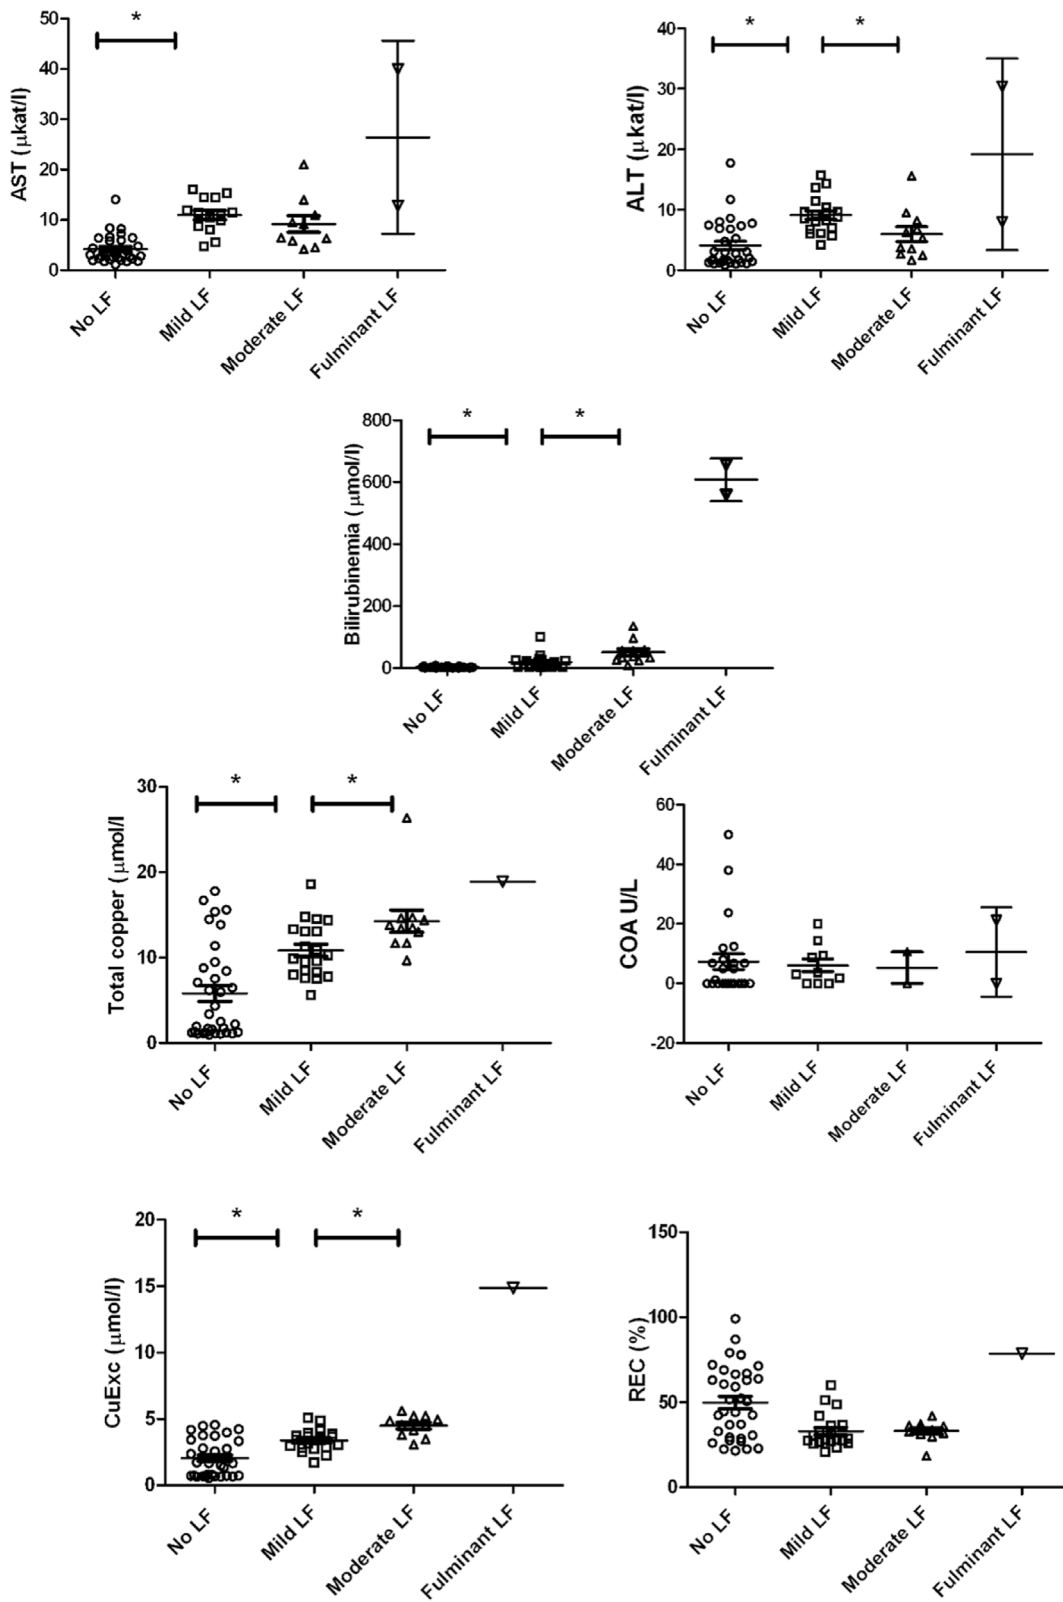 AST (μkat/l)
50
40
30
20
10
0
*
No LF
Mild LF
Moderate LF
Fulminant LF
ALT (μkat/l)
40
30
20
10
0
*
*
No LF
Mild LF
Moderate LF
Fulminant LF
Bilirubinemia ( μmol/l)
800
600
400
200
0
*
*
No LF
Mild LF
Moderate LF
Fulminant LF
Total copper (μmol/l
30
20
10
0
*
*
No LF
Mild LF
Moderate LF
Fulminant LF
COA U/L
60
40
20
0
-20
No LF
Mild LF
Moderate LF
Fulminant LF
CuExc (μmol/l)
20
15
10
5
0
*
*
No LF
Mild LF
Moderate LF
Fulminant LF
REC (%)
150
100
50
0
No LF
Mild LF
Moderate LF
Fulminant LF